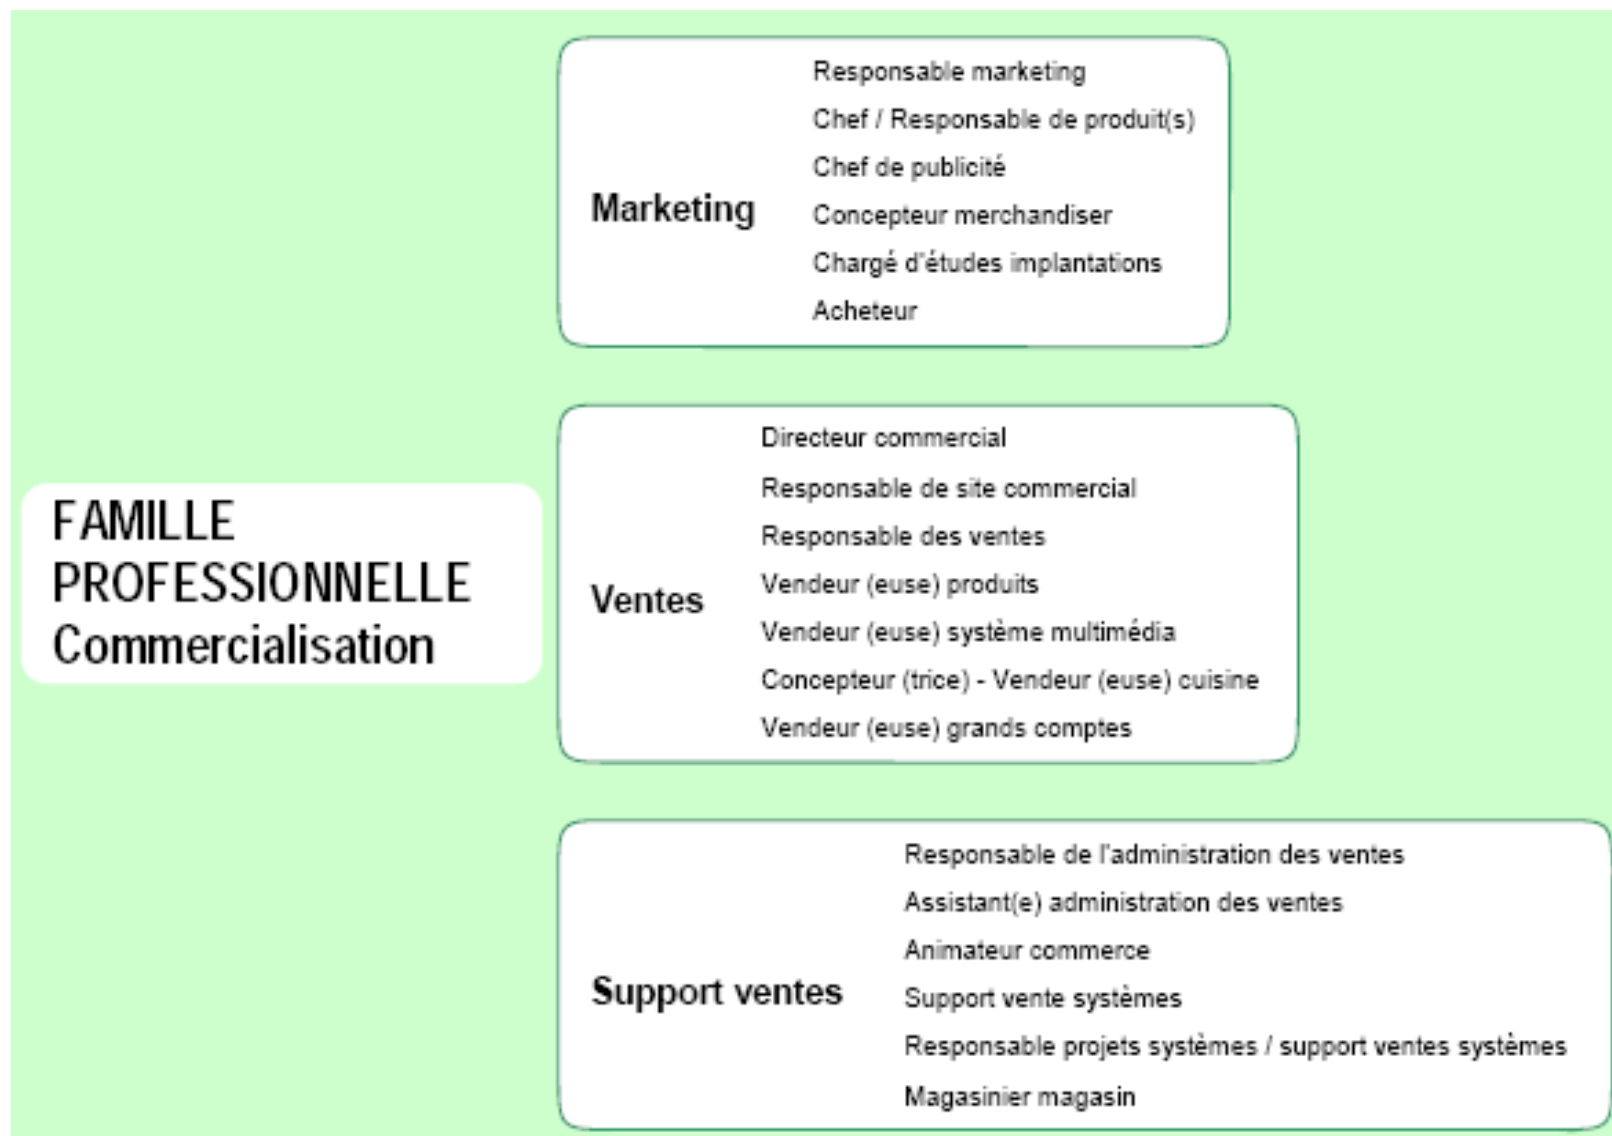 FAMILLE
PROFESSIONNELLE
Commercialisation
Marketing
Responsable marketing
Chef / Responsable de produit(s)
Chef de publicité
Concepteur merchandiser
Chargé d'études implantations
Acheteur
Ventes
Directeur commercial
Responsable de site commercial
Responsable des ventes
Vendeur (euse) produits
Vendeur (euse) système multimédia
Concepteur (trice) - Vendeur (euse) cuisine
Vendeur (euse) grands comptes
Support ventes
Responsable de l'administration des ventes
Assistant(e) administration des ventes
Animateur commerce
Support vente systèmes
Responsable projets systèmes / support ventes systèmes
Magasinier magasin